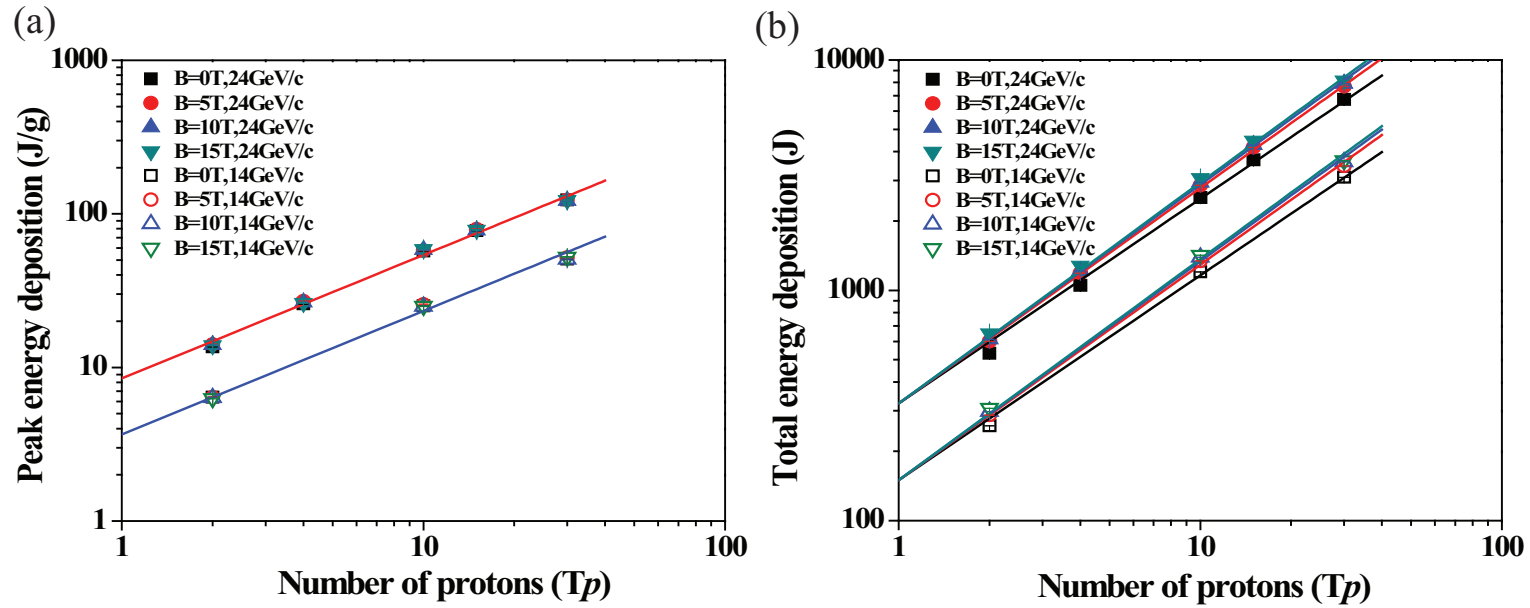 (a)
1000
100
10
1
1
10
100
Peak energy deposition (J/g)
Number of protons (Tp)
B=0T,24GeV/c
B=5T,24GeV/c
B=10T,24GeV/c
B=15T,24GeV/c
B=0T,14GeV/c
B=5T,14GeV/c
B=10T,14GeV/c
B=15T,14GeV/c
(b)
10000
1000
100
1
10
100
Total energy deposition (J)
Number of protons (Tp)
B=0T,24GeV/c
B=5T,24GeV/c
B=10T,24GeV/c
B=15T,24GeV/c
B=0T,14GeV/c
B=5T,14GeV/c
B=10T,14GeV/c
B=15T,14GeV/c